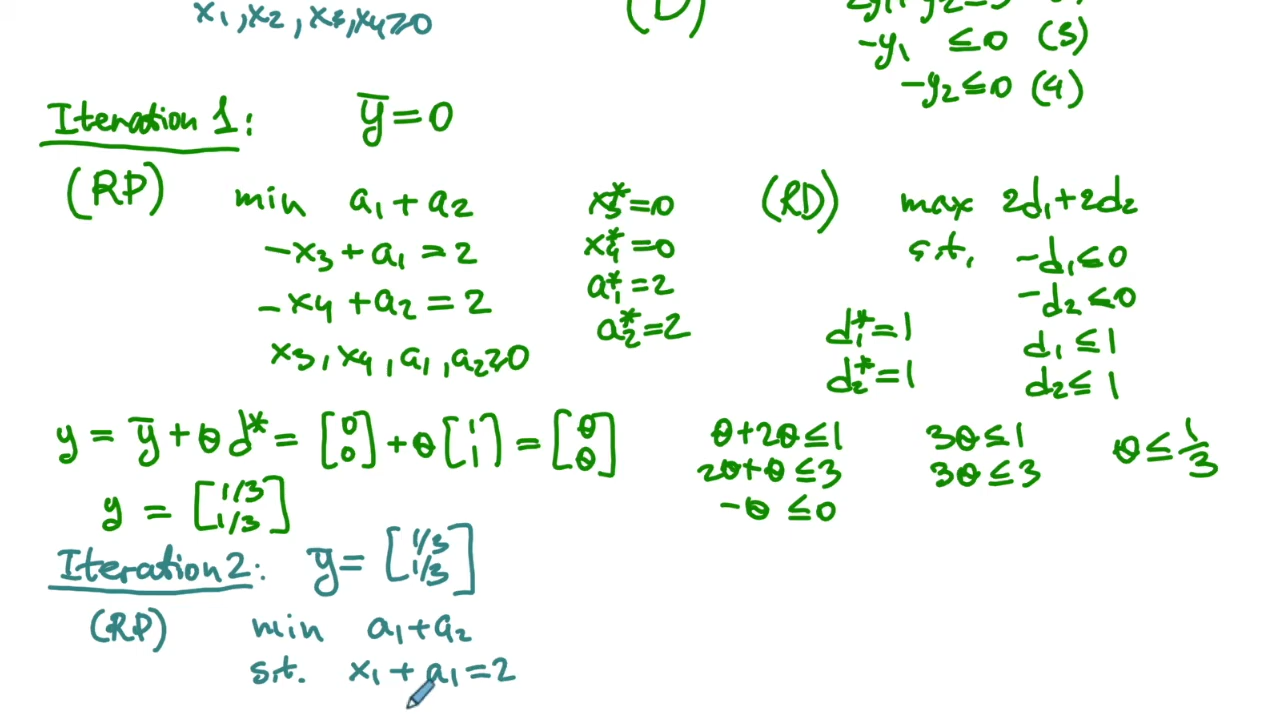 x₁, x₂, x₃, x₄ ≥ 0
(D)
-y₁ ≤ 0 (3)
-y₂ ≤ 0 (4)
Iteration 1: ȳ = 0
(RP) min a₁ + a₂
-x₃ + a₁ = 2
-x₄ + a₂ = 2
x₃, x₄, a₁, a₂ ≥ 0
x₃* = 0
x₄* = 0
a₁* = 2
a₂* = 2
(RD) max 2d₁ + 2d₂
s.t. -d₁ ≤ 0
-d₂ ≤ 0
d₁ ≤ 1
d₂ ≤ 1
d₁* = 1
d₂* = 1
y = ȳ + θ d* = [0 0] + θ [1 1] = [θ θ]
θ + 2θ ≤ 1 3θ ≤ 1 θ ≤ 1/3
2θ + θ ≤ 3 3θ ≤ 3
-θ ≤ 0
y = [1/3 1/3]
Iteration 2: ȳ = [1/3 1/3]
(RP) min a₁ + a₂
s.t. x₁ + a₁ = 2